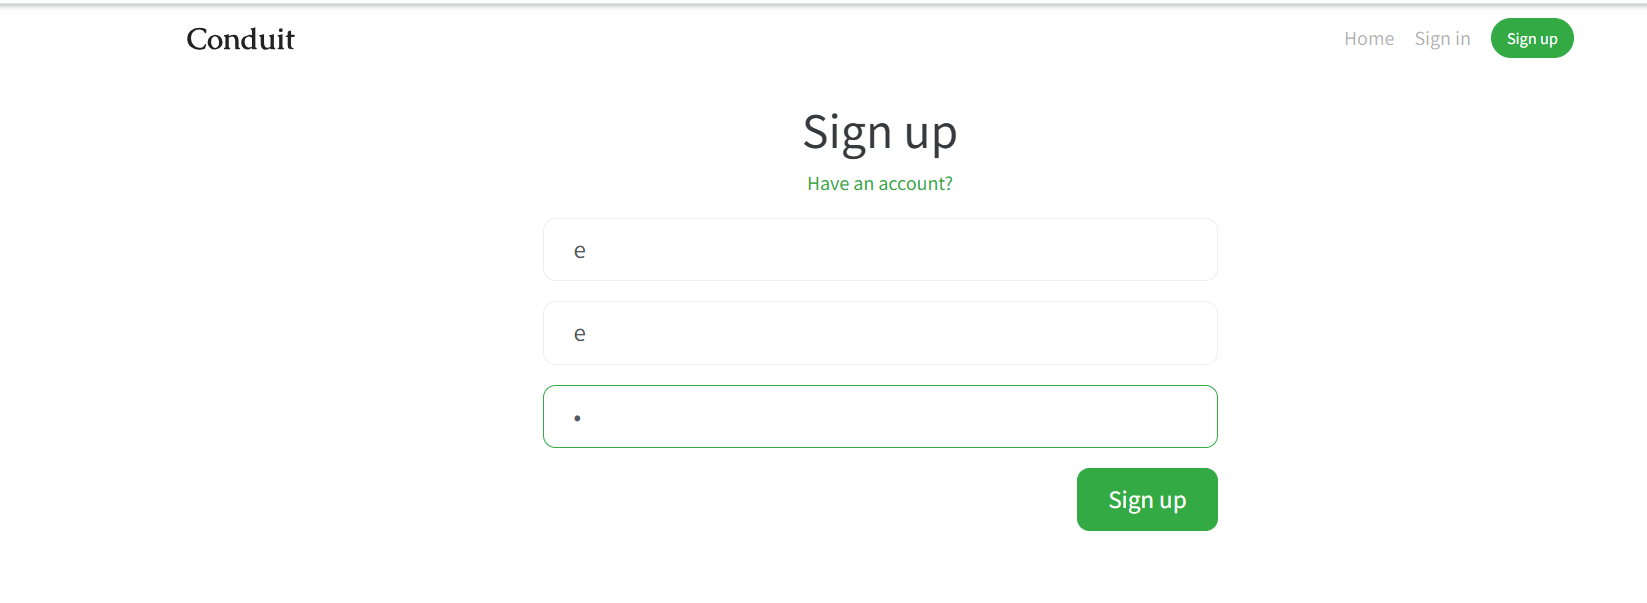 Conduit Home Sign in Sign up
Sign up
Have an account?
e
e
•
Sign up